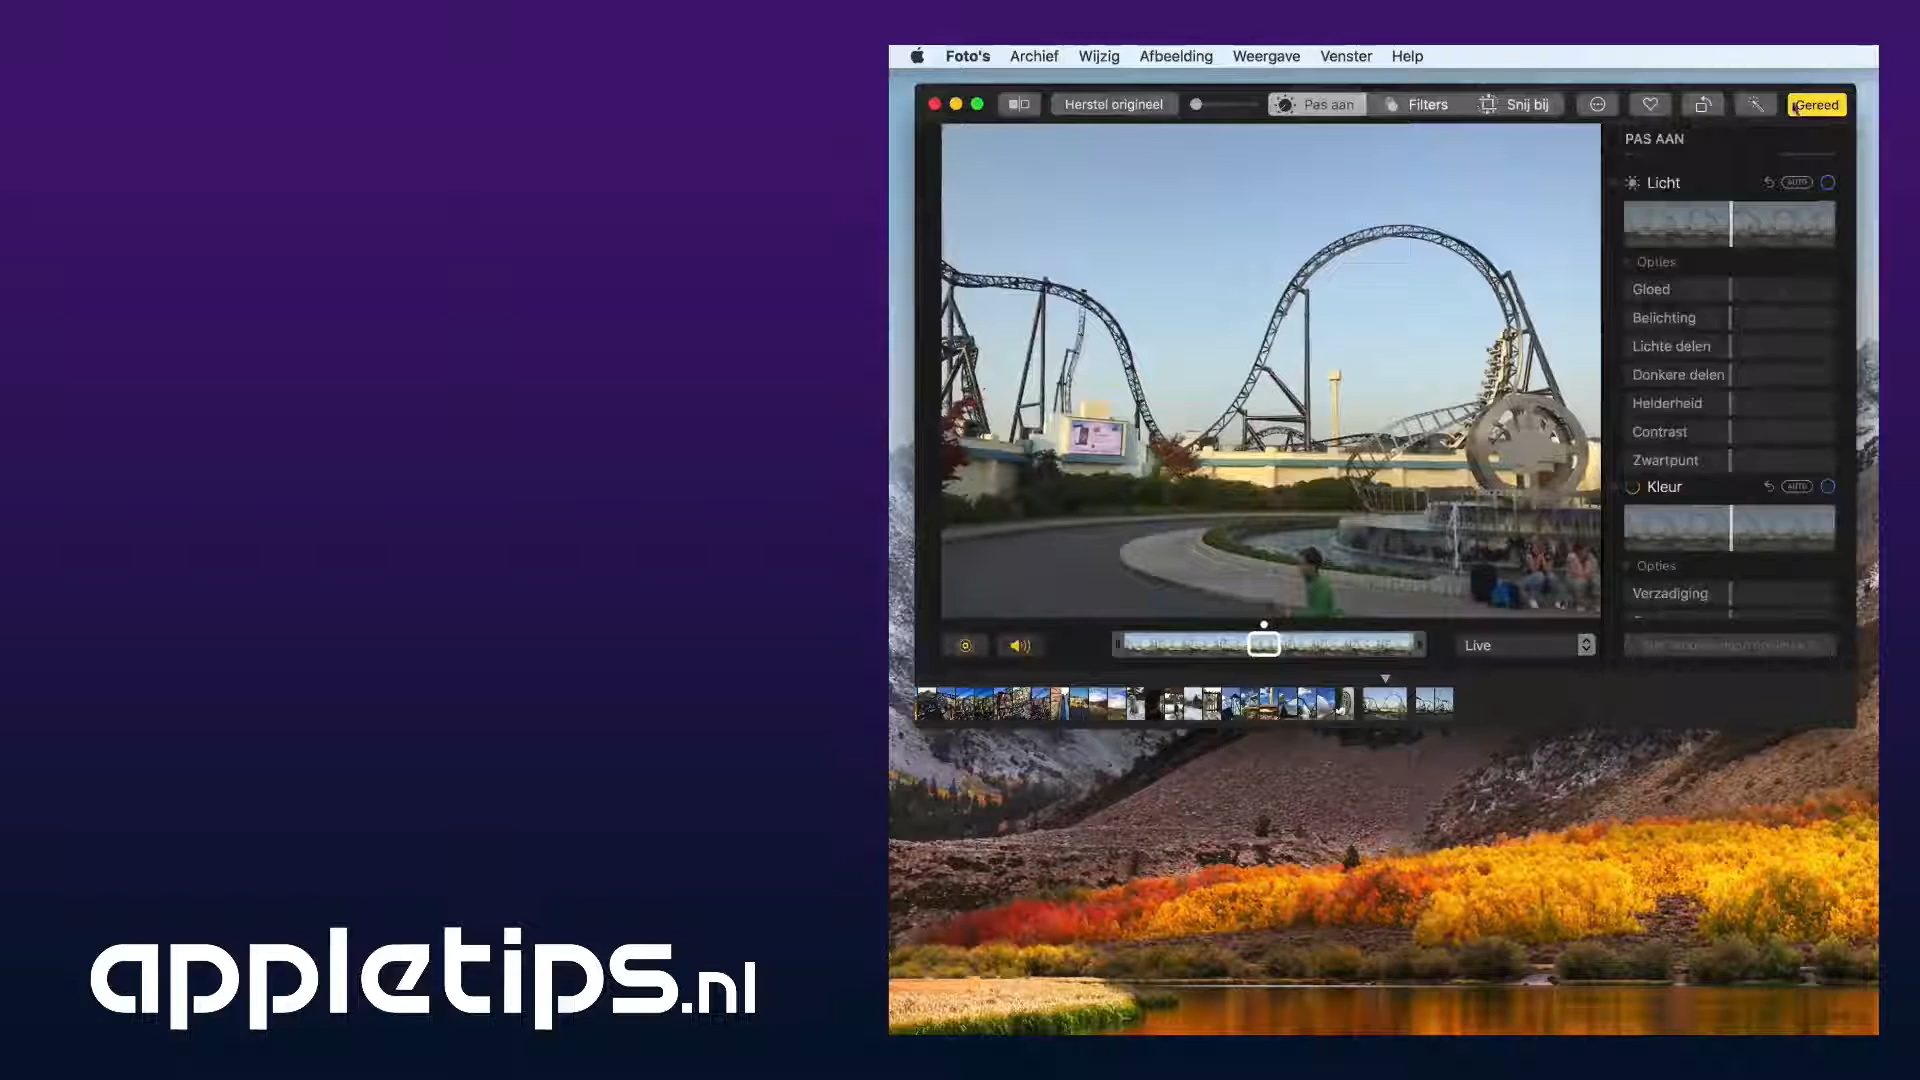 Foto's Archief Wijzig Afbeelding Weergave Venster Help
Herstel origineel Pas aan Filters Snij bij Gereed
PAS AAN
Licht AUTO
Opties
Gloed
Belichting
Lichte delen
Donkere delen
Helderheid
Contrast
Zwartpunt
Kleur AUTO
Opties
Verzadiging
Live
appletips.nl